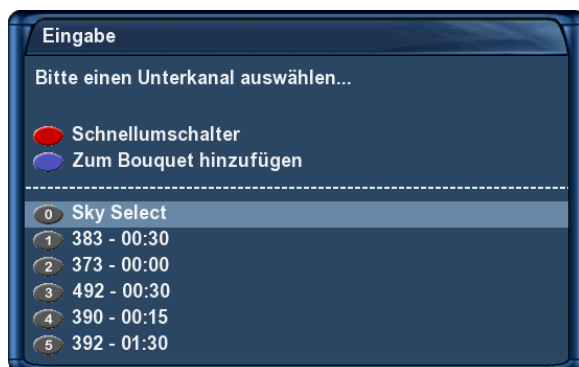 Eingabe
Bitte einen Unterkanal auswählen...
Schnellumschalter
Zum Bouquet hinzufügen
0 Sky Select
1 383 - 00:30
2 373 - 00:00
3 492 - 00:30
4 390 - 00:15
5 392 - 01:30